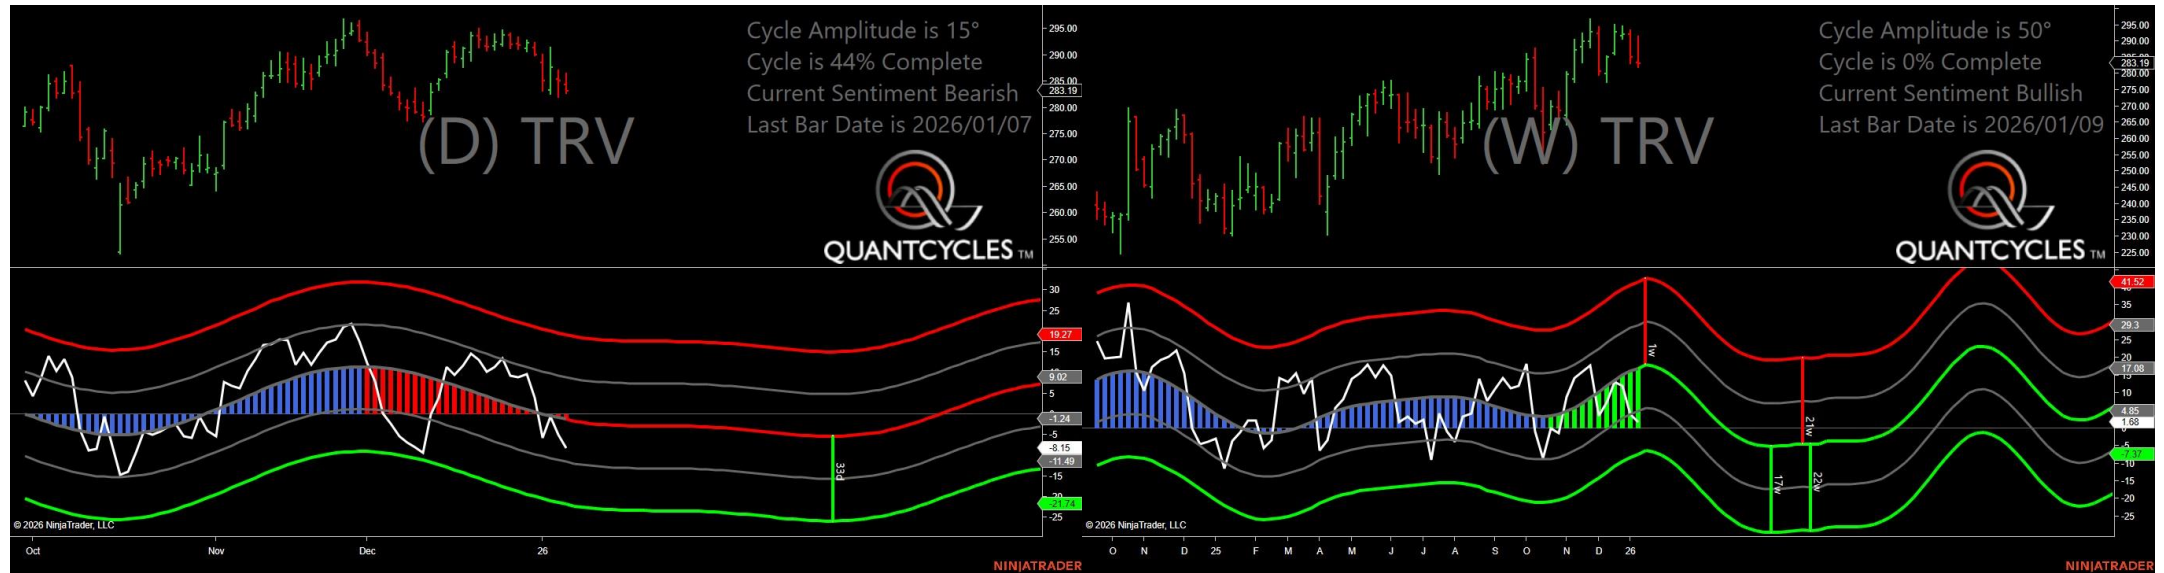 Cycle Amplitude is 15°
Cycle is 44% Complete
Current Sentiment Bearish
Last Bar Date is 2026/01/07
(D) TRV
QUANTCYCLES TM
295.00
290.00
285.00
283.19
280.00
275.00
270.00
265.00
260.00
255.00
30
25
19.27
15
9.02
5
-1.24
-5
-8.15
-11.49
-15
-21.74
-25
33d
© 2026 NinjaTrader, LLC
Oct Nov Dec 26
NINJATRADER
Cycle Amplitude is 50°
Cycle is 0% Complete
Current Sentiment Bullish
Last Bar Date is 2026/01/09
(W) TRV
QUANTCYCLES TM
295.00
290.00
283.19
280.00
275.00
270.00
265.00
260.00
255.00
250.00
245.00
240.00
235.00
230.00
225.00
41.52
35
29.3
25
20
17.08
10
4.85
1.68
-5
-7.37
-10
-15
-20
-25
1w
21w
17w
22w
© 2026 NinjaTrader, LLC
O N D 25 F M A M J J A S O N D 26
NINJATRADER